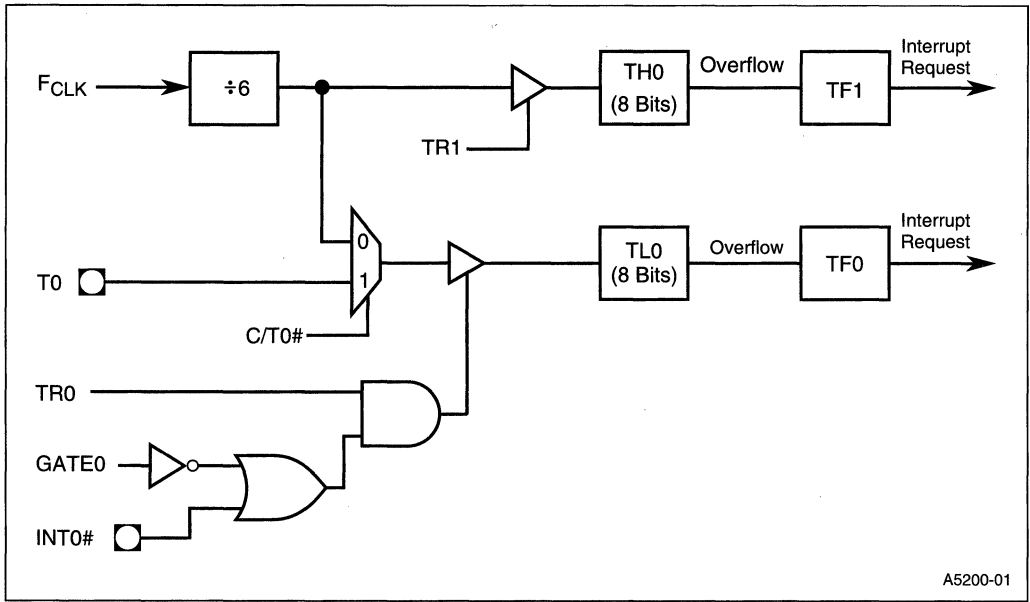 F_CLK
÷6
TR1
TH0
(8 Bits)
Overflow
TF1
Interrupt
Request
T0
0
1
C/T0#
TL0
(8 Bits)
Overflow
TF0
Interrupt
Request
TR0
GATE0
INT0#
A5200-01